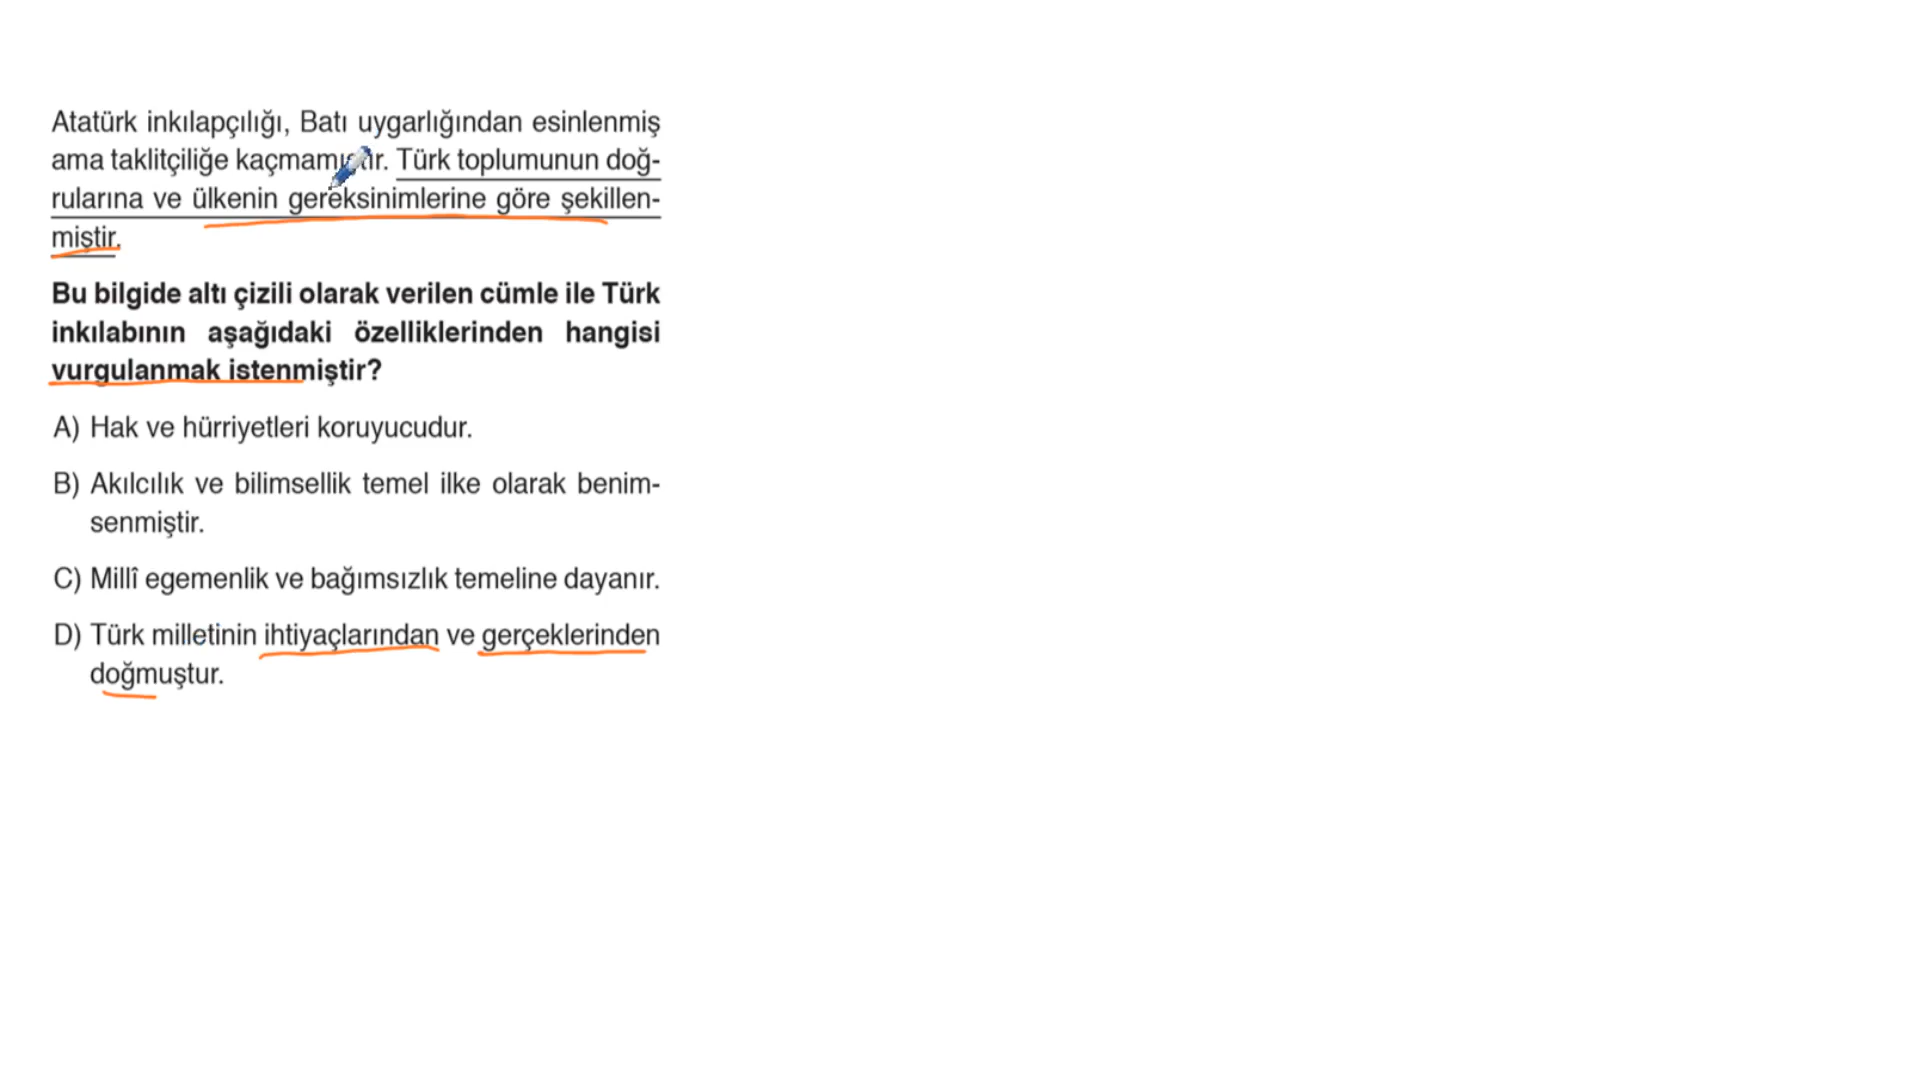 Atatürk inkılapçılığı, Batı uygarlığından esinlenmiş
ama taklitçiliğe kaçmamıştır. Türk toplumunun doğ-
rularına ve ülkenin gereksinimlerine göre şekillen-
miştir.
Bu bilgide altı çizili olarak verilen cümle ile Türk
inkılabının aşağıdaki özelliklerinden hangisi
vurgulanmak istenmiştir?
A) Hak ve hürriyetleri koruyucudur.
B) Akılcılık ve bilimsellik temel ilke olarak benim-
senmiştir.
C) Millî egemenlik ve bağımsızlık temeline dayanır.
D) Türk milletinin ihtiyaçlarından ve gerçeklerinden
doğmuştur.